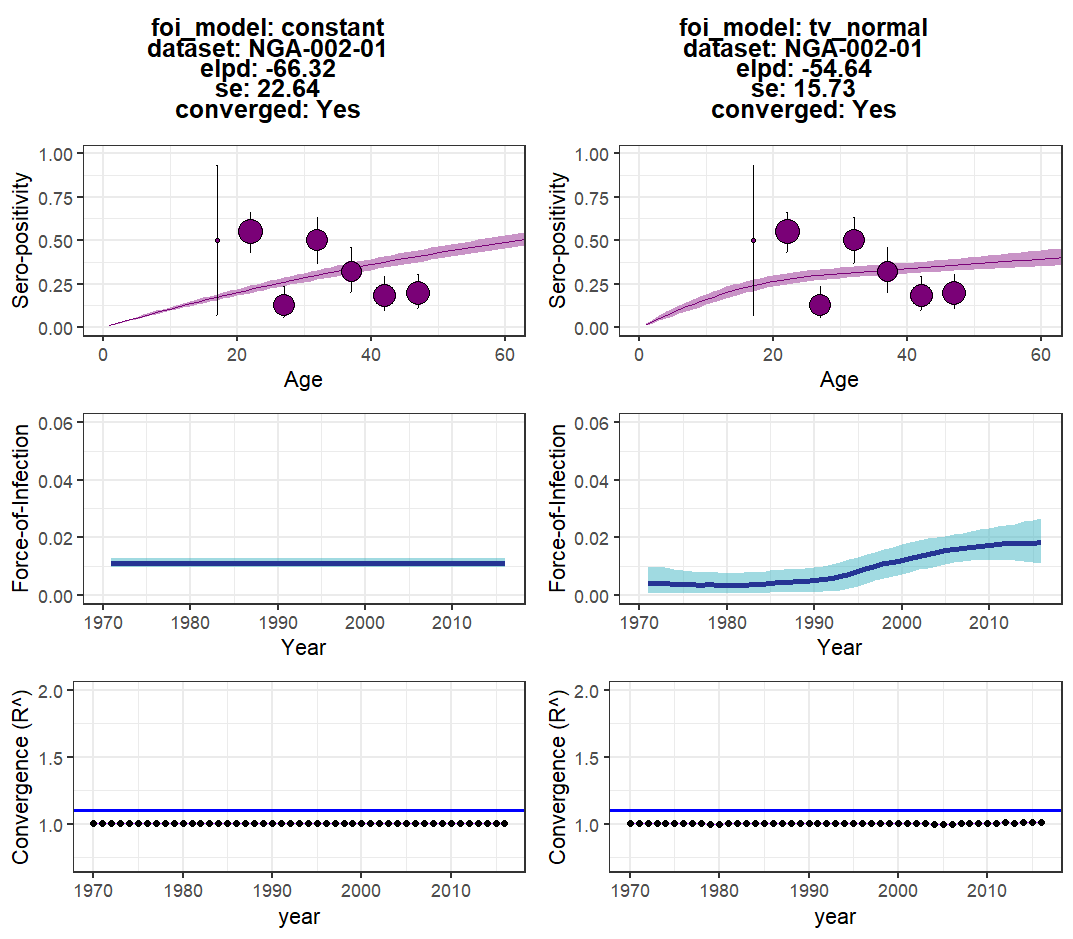 foi_model: constant
dataset: NGA-002-01
elpd: -66.32
se: 22.64
converged: Yes
1.00
0.75
0.50
0.25
0.00
Sero-positivity
0 20 40 60
Age
0.06
0.04
0.02
0.00
Force-of-Infection
1970 1980 1990 2000 2010
Year
2.0
1.5
1.0
Convergence (R^)
1970 1980 1990 2000 2010
year
foi_model: tv_normal
dataset: NGA-002-01
elpd: -54.64
se: 15.73
converged: Yes
1.00
0.75
0.50
0.25
0.00
Sero-positivity
0 20 40 60
Age
0.06
0.04
0.02
0.00
Force-of-Infection
1970 1980 1990 2000 2010
Year
2.0
1.5
1.0
Convergence (R^)
1970 1980 1990 2000 2010
year